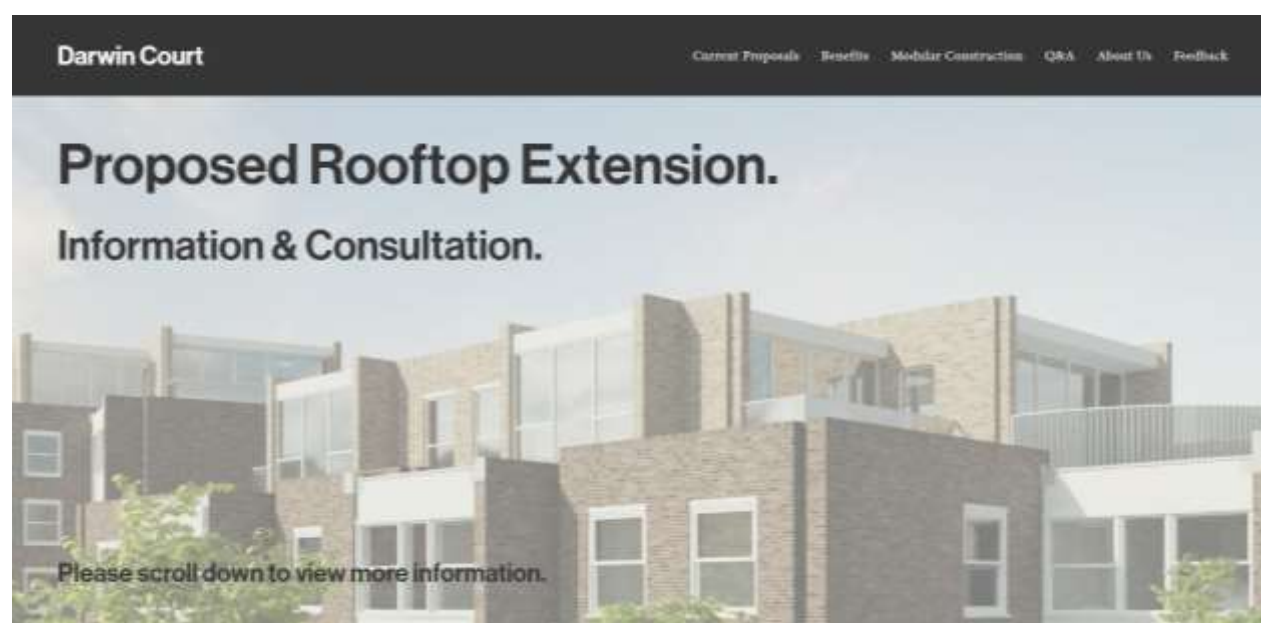 Darwin Court
Current Proposals Benefits Modular Construction Q&A About Us Feedback
Proposed Rooftop Extension.
Information & Consultation.
Please scroll down to view more information.